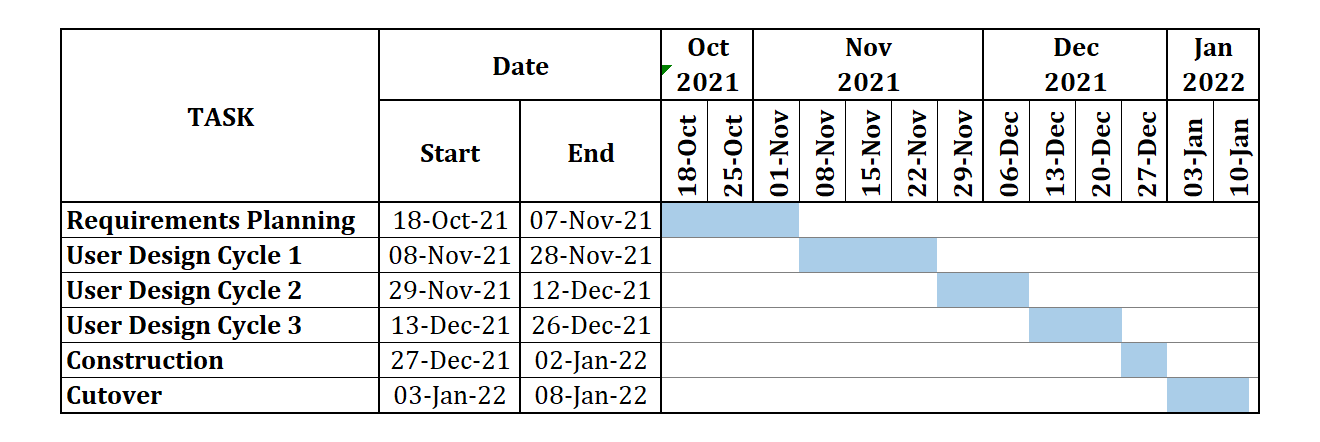 TASK
Date
Oct
2021
Nov
2021
Dec
2021
Jan
2022
Start
End
18-Oct
25-Oct
01-Nov
08-Nov
15-Nov
22-Nov
29-Nov
06-Dec
13-Dec
20-Dec
27-Dec
03-Jan
10-Jan
Requirements Planning 18-Oct-21 07-Nov-21
User Design Cycle 1 08-Nov-21 28-Nov-21
User Design Cycle 2 29-Nov-21 12-Dec-21
User Design Cycle 3 13-Dec-21 26-Dec-21
Construction 27-Dec-21 02-Jan-22
Cutover 03-Jan-22 08-Jan-22